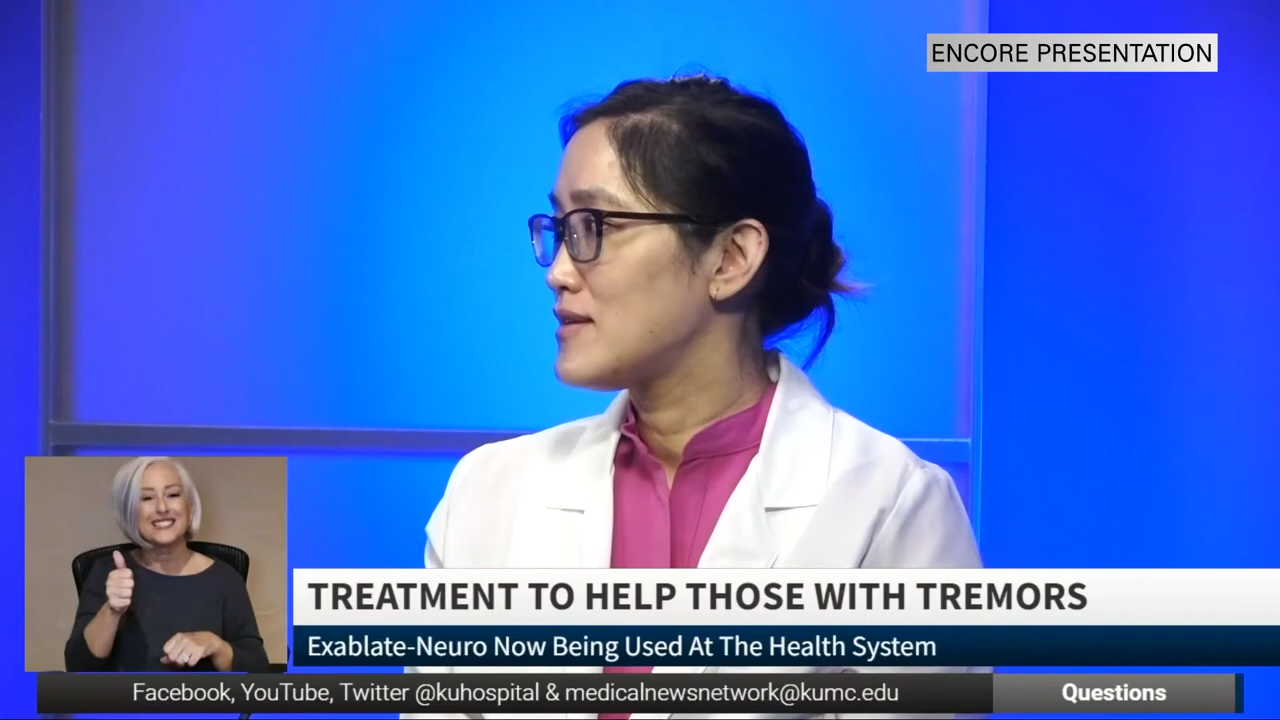 ENCORE PRESENTATION
TREATMENT TO HELP THOSE WITH TREMORS
Exablate-Neuro Now Being Used At The Health System
Facebook, YouTube, Twitter @kuhospital & medicalnewsnetwork@kumc.edu
Questions